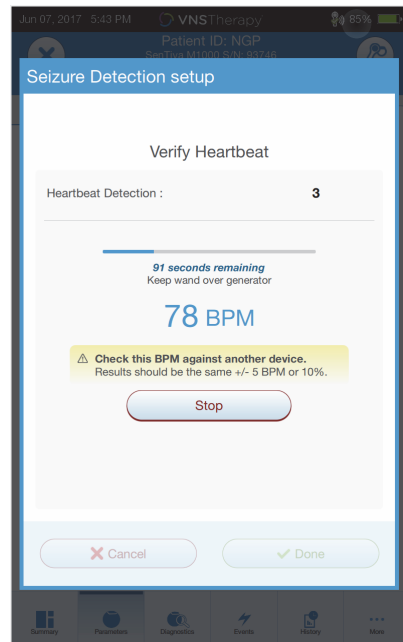 Jun 07, 2017 5:43 PM VNSTherapy 85%
Patient ID: NGP
SenTiva M1000 S/N: 93746
Seizure Detection setup
Verify Heartbeat
Heartbeat Detection : 3
91 seconds remaining
Keep wand over generator
78 BPM
Check this BPM against another device.
Results should be the same +/- 5 BPM or 10%.
Stop
Cancel Done
Summary Parameters Diagnostics Events History More